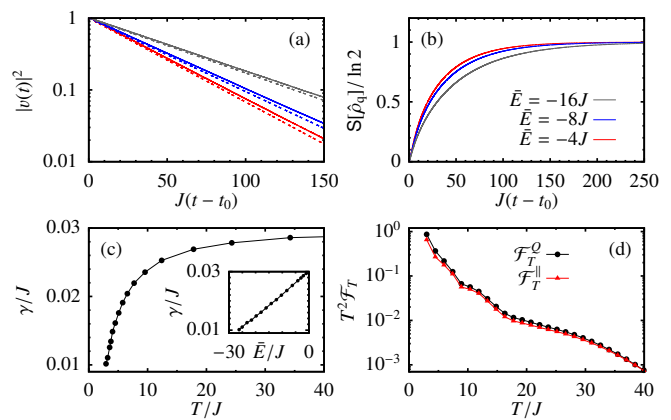 1
0.1
0.01
|v(t)|²
0 50 100 150
J(t − t₀)
(a)
1
0.5
0
S[ρ̂q]/ ln 2
0 50 100 150 200 250
J(t − t₀)
(b)
Ē = −16J
Ē = −8J
Ē = −4J
0.03
0.02
0.01
γ/J
0 10 20 30 40
T/J
(c)
0.03
0.01
γ/J
−30 Ē/J 0
10⁰
10⁻¹
10⁻²
10⁻³
T²ℱ_T
0 10 20 30 40
T/J
(d)
ℱ_T^Q
ℱ_T^∥